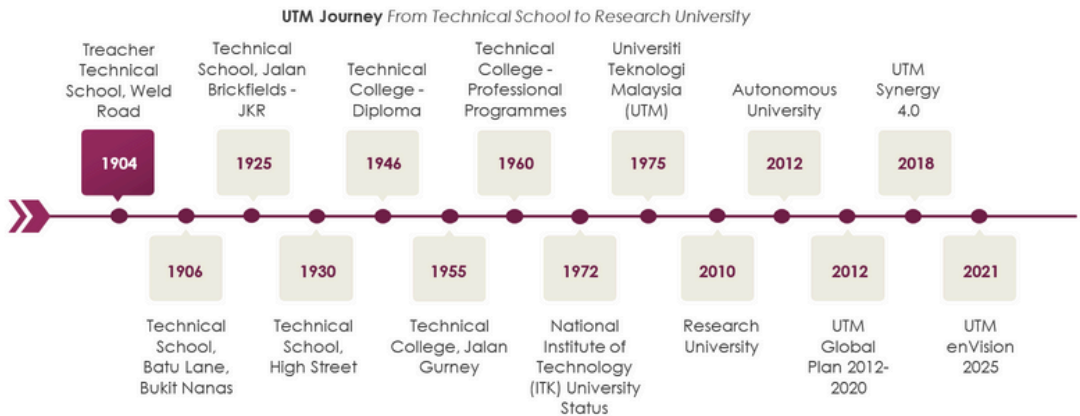 UTM Journey From Technical School to Research University
Treacher
Technical
School, Weld
Road
1904
Technical
School, Jalan
Brickfields -
JKR
1925
Technical
College -
Diploma
1946
Technical
College -
Professional
Programmes
1960
Universiti
Teknologi
Malaysia
(UTM)
1975
Autonomous
University
2012
UTM
Synergy
4.0
2018
1906
Technical
School,
Batu Lane,
Bukit Nanas
1930
Technical
School,
High Street
1955
Technical
College, Jalan
Gurney
1972
National
Institute of
Technology
(ITK) University
Status
2010
Research
University
2012
UTM
Global
Plan 2012-
2020
2021
UTM
enVision
2025